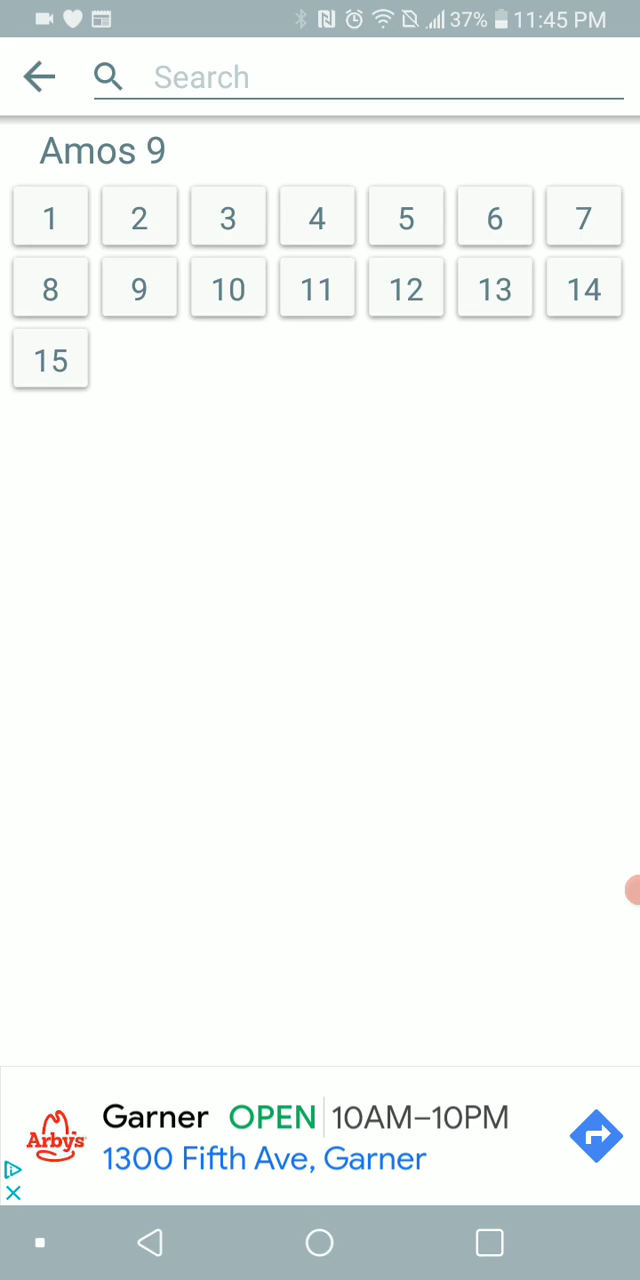 37% 11:45 PM
Search
Amos 9
1 2 3 4 5 6 7
8 9 10 11 12 13 14
15
Arby's
Garner OPEN 10AM–10PM
1300 Fifth Ave, Garner